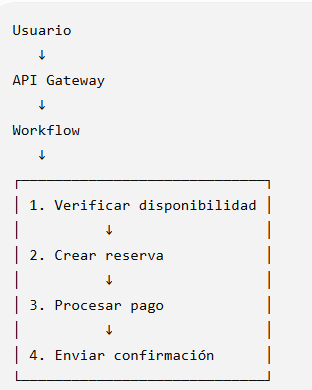 Usuario
↓
API Gateway
↓
Workflow
↓
1. Verificar disponibilidad
↓
2. Crear reserva
↓
3. Procesar pago
↓
4. Enviar confirmación